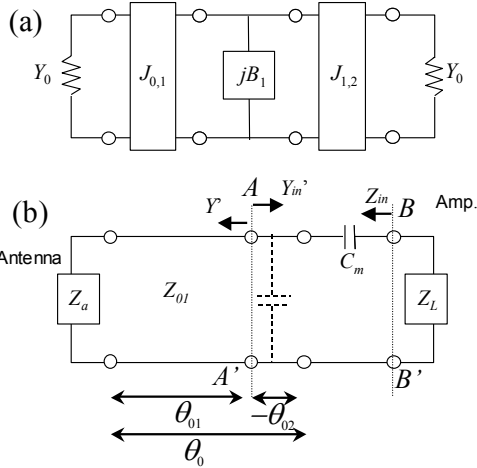 (a)
Y0 J0,1 jB1 J1,2 Y0
(b)
A Yin' Zin B Amp.
Y'
Antenna Cm
Za Z01 ZL
A' B'
θ01 −θ02
θ0